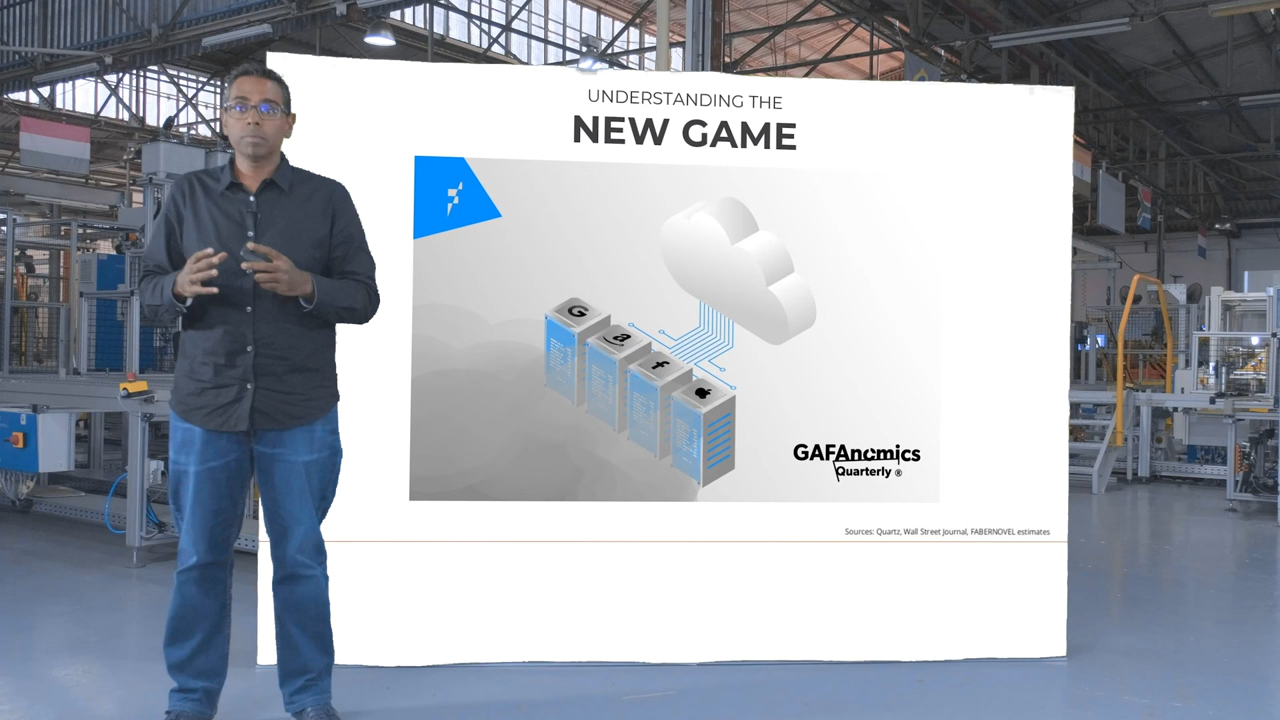 UNDERSTANDING THE
NEW GAME
G
a
f
GAFAnomics
Quarterly ®
Sources: Quartz, Wall Street Journal, FABERNOVEL estimates